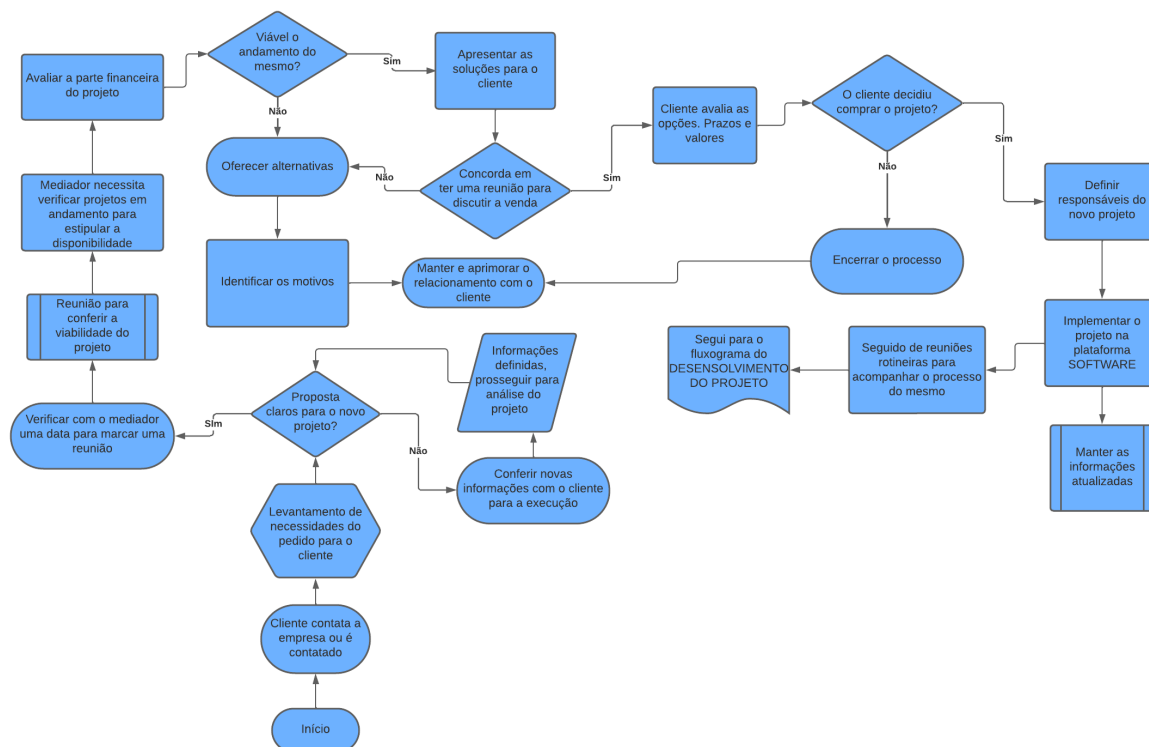 Viável o
andamento do
mesmo?
Sim
Não
Avaliar a parte financeira
do projeto
Apresentar as
soluções para o
cliente
Cliente avalia as
opções. Prazos e
valores
O cliente decidiu
comprar o projeto?
Sim
Não
Oferecer alternativas
Não
Concorda em
ter uma reunião para
discutir a venda
Sim
Mediador necessita
verificar projetos em
andamento para
estipular a
disponibilidade
Definir
responsáveis do
novo projeto
Identificar os motivos
Manter e aprimorar o
relacionamento com o
cliente
Encerrar o processo
Reunião para
conferir a
viabilidade do
projeto
Informações
definidas,
prosseguir para
análise do
projeto
Segui para o
fluxograma do
DESENSOLVIMENTO
DO PROJETO
Seguido de reuniões
rotineiras para
acompanhar o processo
do mesmo
Implementar o
projeto na
plataforma
SOFTWARE
Verificar com o mediador
uma data para marcar uma
reunião
SIm
Proposta
claros para o novo
projeto?
Não
Conferir novas
informações com o cliente
para a execução
Manter as
informações
atualizadas
Levantamento de
necessidades do
pedido para o
cliente
Cliente contata a
empresa ou é
contatado
Início